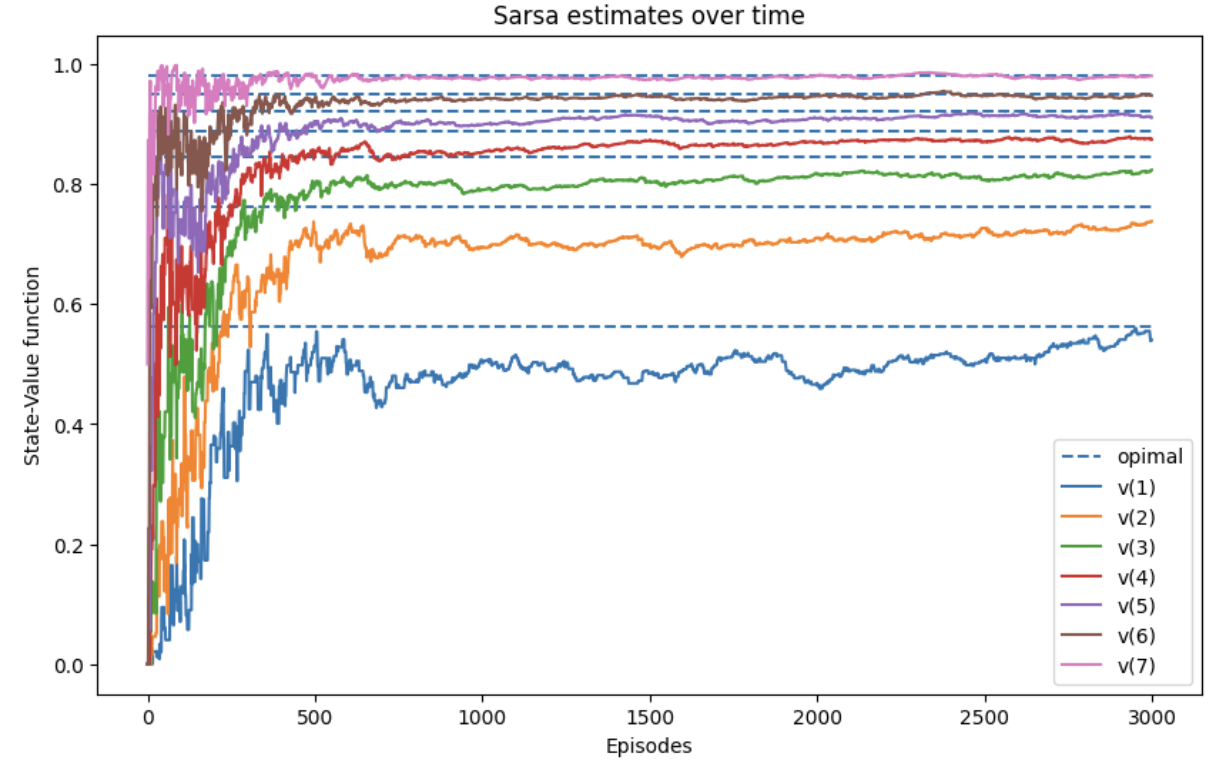 Sarsa estimates over time
State-Value function
1.0
0.8
0.6
0.4
0.2
0.0
0
500
1000
1500
2000
2500
3000
Episodes
opimal
v(1)
v(2)
v(3)
v(4)
v(5)
v(6)
v(7)